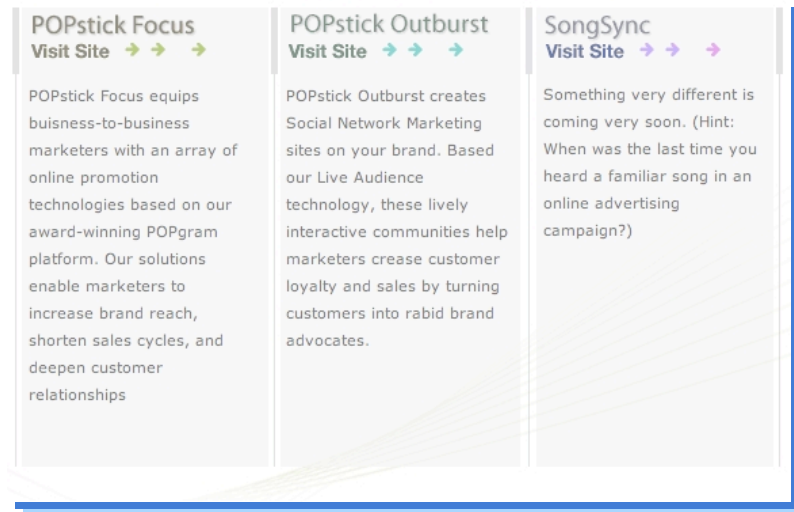 POPstick Focus
Visit Site
POPstick Focus equips
buisness-to-business
marketers with an array of
online promotion
technologies based on our
award-winning POPgram
platform. Our solutions
enable marketers to
increase brand reach,
shorten sales cycles, and
deepen customer
relationships
POPstick Outburst
Visit Site
POPstick Outburst creates
Social Network Marketing
sites on your brand. Based
our Live Audience
technology, these lively
interactive communities help
marketers crease customer
loyalty and sales by turning
customers into rabid brand
advocates.
SongSync
Visit Site
Something very different is
coming very soon. (Hint:
When was the last time you
heard a familiar song in an
online advertising
campaign?)